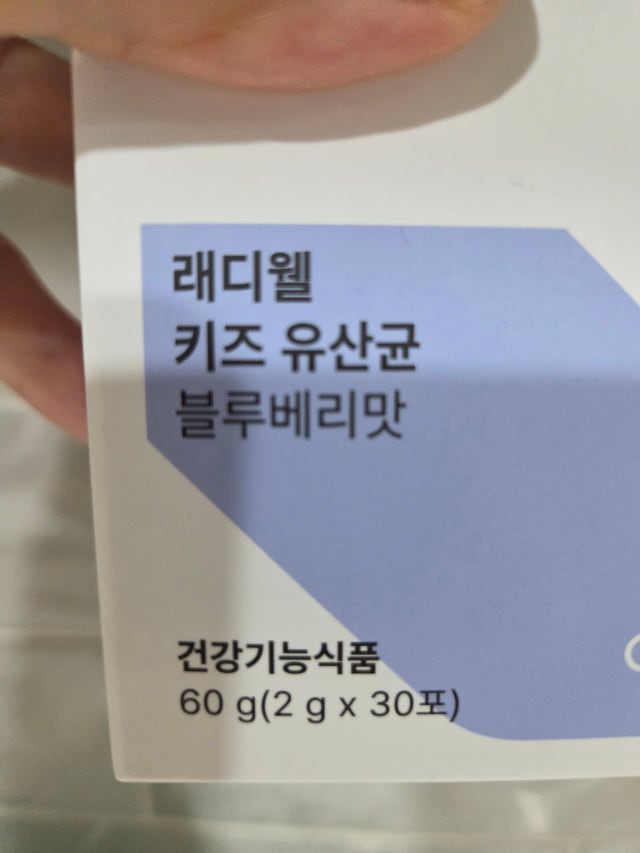 래디웰
키즈 유산균
블루베리맛
건강기능식품
60 g(2 g x 30포)